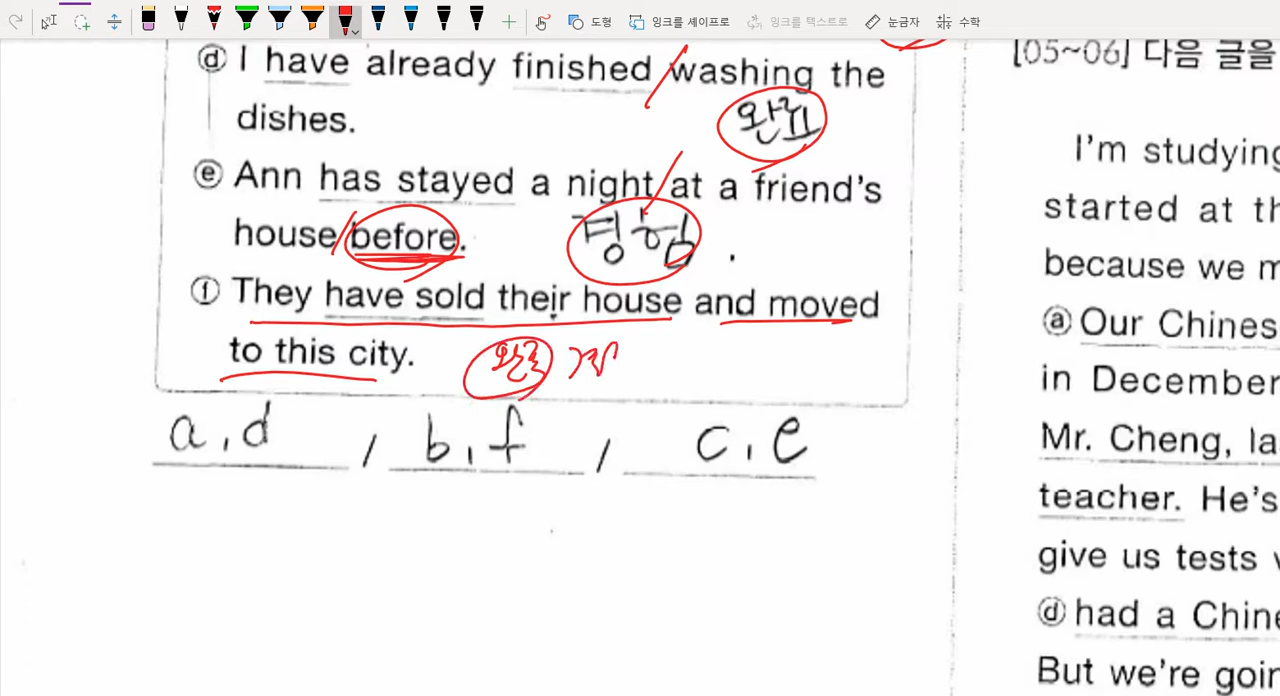 도형
잉크를 셰이프로
잉크를 텍스트로
눈금자
수학
ⓓ I have already finished washing the
dishes.
완료
ⓔ Ann has stayed a night at a friend's
house before.
경험
ⓕ They have sold their house and moved
to this city.
완료
a, d / b, f / c, e
[05~06] 다음 글을
I'm studying
started at
because we
ⓐ Our Chines
in December
Mr. Cheng, la
teacher. He's
give us tests
ⓓ had a Chine
But we're goin